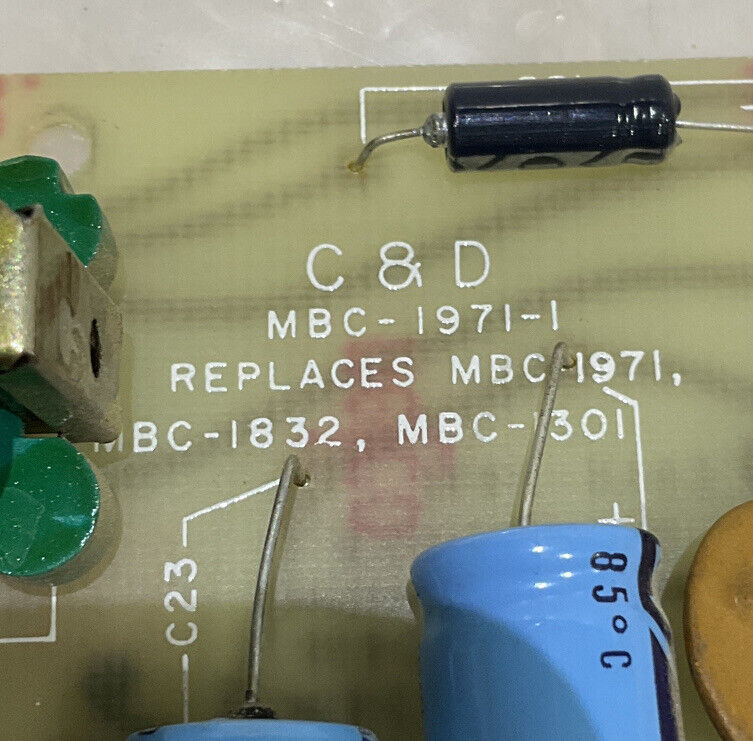 C & D
MBC-1971-1
REPLACES MBC-1971,
MBC-1832, MBC-1301
+
C23
85°C